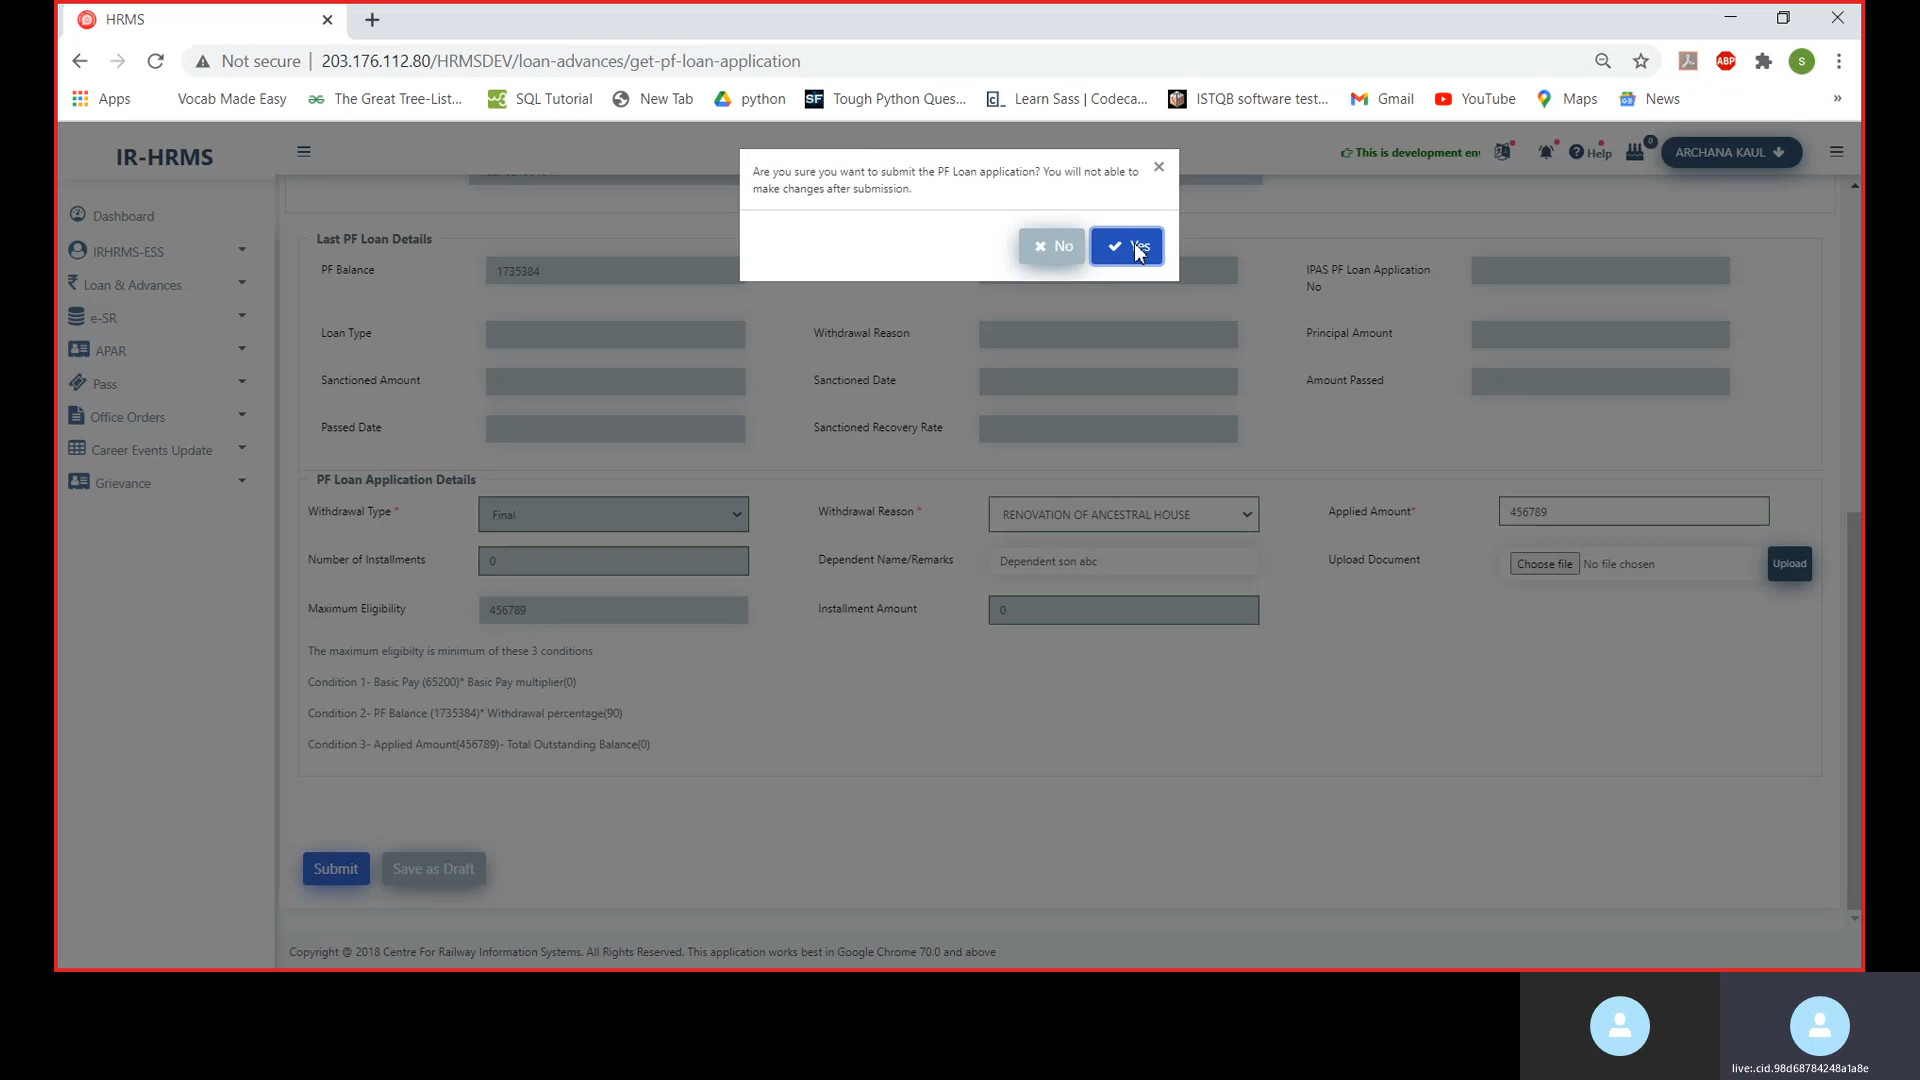 HRMS
Not secure | 203.176.112.80/HRMSDEV/loan-advances/get-pf-loan-application
ABP
S
Apps Vocab Made Easy The Great Tree-List... SQL Tutorial New Tab python SF Tough Python Ques... Learn Sass | Codeca... ISTQB software test... Gmail YouTube Maps News »
IR-HRMS
This is development en
Help
0
ARCHANA KAUL
Are you sure you want to submit the PF Loan application? You will not able to
make changes after submission.
No Yes
Dashboard
IRHRMS-ESS
Loan & Advances
e-SR
APAR
Pass
Office Orders
Career Events Update
Grievance
Last PF Loan Details
PF Balance 1735384 IPAS PF Loan Application
No
Loan Type Withdrawal Reason Principal Amount
Sanctioned Amount Sanctioned Date Amount Passed
Passed Date Sanctioned Recovery Rate
PF Loan Application Details
Withdrawal Type * Final Withdrawal Reason * RENOVATION OF ANCESTRAL HOUSE Applied Amount* 456789
Number of Installments 0 Dependent Name/Remarks Dependent son abc Upload Document Choose file No file chosen Upload
Maximum Eligibility 456789 Installment Amount 0
The maximum eligibilty is minimum of these 3 conditions
Condition 1- Basic Pay (65200)* Basic Pay multiplier(0)
Condition 2- PF Balance (1735384)* Withdrawal percentage(90)
Condition 3- Applied Amount(456789)- Total Outstanding Balance(0)
Submit Save as Draft
Copyright @ 2018 Centre For Railway Information Systems. All Rights Reserved. This application works best in Google Chrome 70.0 and above
live:.cid.98d68784248a1a8e